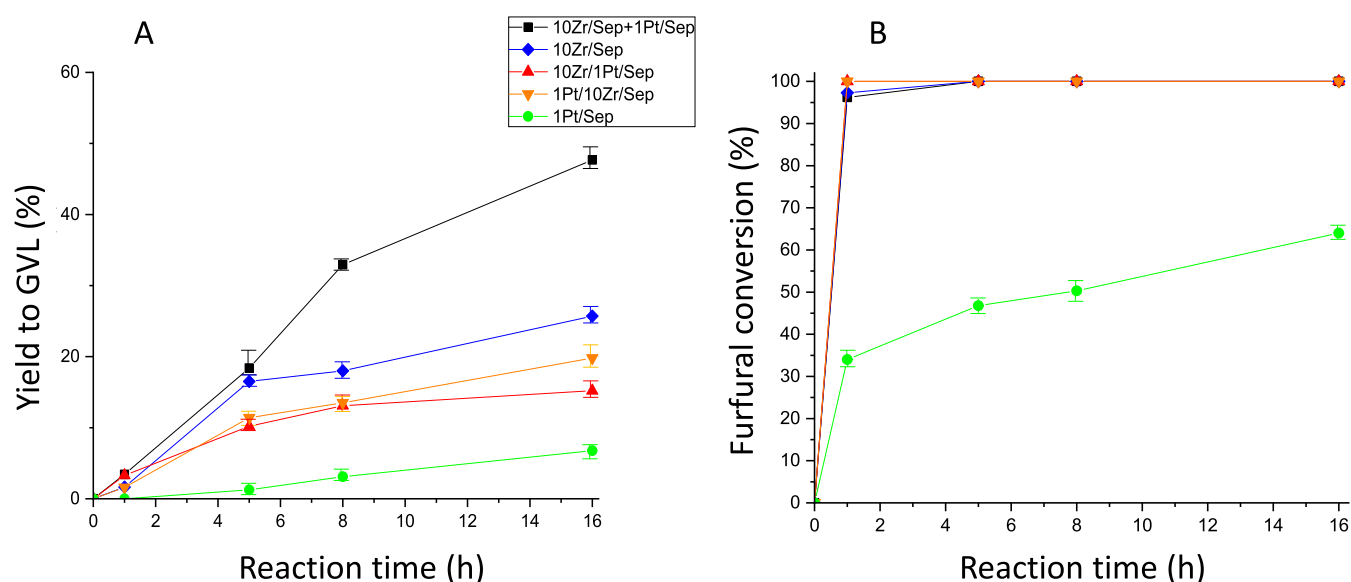 A
10Zr/Sep+1Pt/Sep
10Zr/Sep
10Zr/1Pt/Sep
1Pt/10Zr/Sep
1Pt/Sep
60
40
20
0
Yield to GVL (%)
0 2 4 6 8 10 12 14 16
Reaction time (h)
B
100
90
80
70
60
50
40
30
20
10
0
Furfural conversion (%)
0 2 4 6 8 10 12 14 16
Reaction time (h)